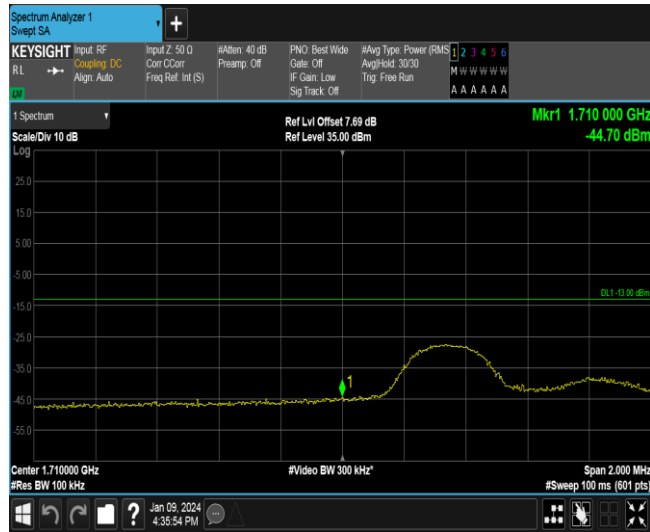 Spectrum Analyzer 1
Swept SA
KEYSIGHT
RL
LXI
Input: RF
Coupling: DC
Align: Auto
Input Z: 50 Ω
Corr CCorr
Freq Ref: Int (S)
#Atten: 40 dB
Preamp: Off
PNO: Best Wide
Gate: Off
IF Gain: Low
Sig Track: Off
#Avg Type: Power (RMS
Avg|Hold: 30/30
Trig: Free Run
1 2 3 4 5 6
M W W W W W
A A A A A A
1 Spectrum
Scale/Div 10 dB
Log
Ref Lvl Offset 7.69 dB
Ref Level 35.00 dBm
Mkr1 1.710 000 GHz
-44.70 dBm
25.0
15.0
5.00
-5.00
DL1 -13.00 dBm
-15.0
-25.0
-35.0
1
-45.0
-55.0
Center 1.710000 GHz
#Res BW 100 kHz
#Video BW 300 kHz*
Span 2.000 MHz
#Sweep 100 ms (601 pts)
?
Jan 09, 2024
4:35:54 PM